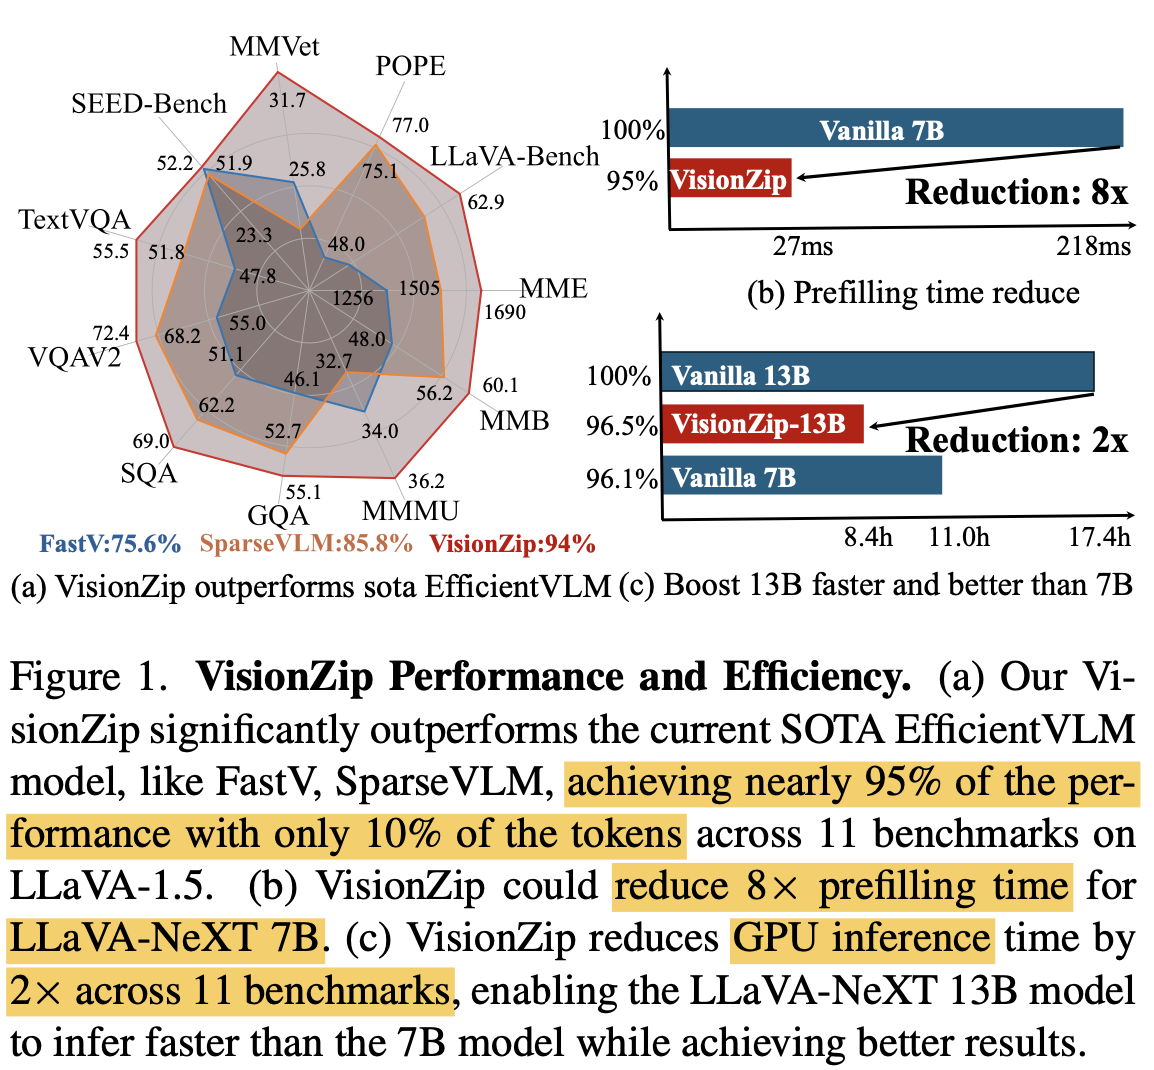 MMVet
POPE
SEED-Bench
31.7
77.0
LLaVA-Bench
52.2
51.9
25.8
75.1
62.9
TextVQA
55.5
51.8
23.3
48.0
47.8
1256
1505
MME
1690
72.4
68.2
55.0
48.0
VQAV2
51.1
32.7
46.1
56.2
60.1
MMB
62.2
69.0
52.7
34.0
SQA
55.1
36.2
GQA
MMMU
FastV:75.6% SparseVLM:85.8% VisionZip:94%
(a) VisionZip outperforms sota EfficientVLM
100%
Vanilla 7B
95%
VisionZip
Reduction: 8x
27ms
218ms
(b) Prefilling time reduce
100%
Vanilla 13B
96.5%
VisionZip-13B
Reduction: 2x
96.1%
Vanilla 7B
8.4h
11.0h
17.4h
(c) Boost 13B faster and better than 7B
Figure 1. VisionZip Performance and Efficiency. (a) Our Vi-
sionZip significantly outperforms the current SOTA EfficientVLM
model, like FastV, SparseVLM, achieving nearly 95% of the per-
formance with only 10% of the tokens across 11 benchmarks on
LLaVA-1.5. (b) VisionZip could reduce 8× prefilling time for
LLaVA-NeXT 7B. (c) VisionZip reduces GPU inference time by
2× across 11 benchmarks, enabling the LLaVA-NeXT 13B model
to infer faster than the 7B model while achieving better results.